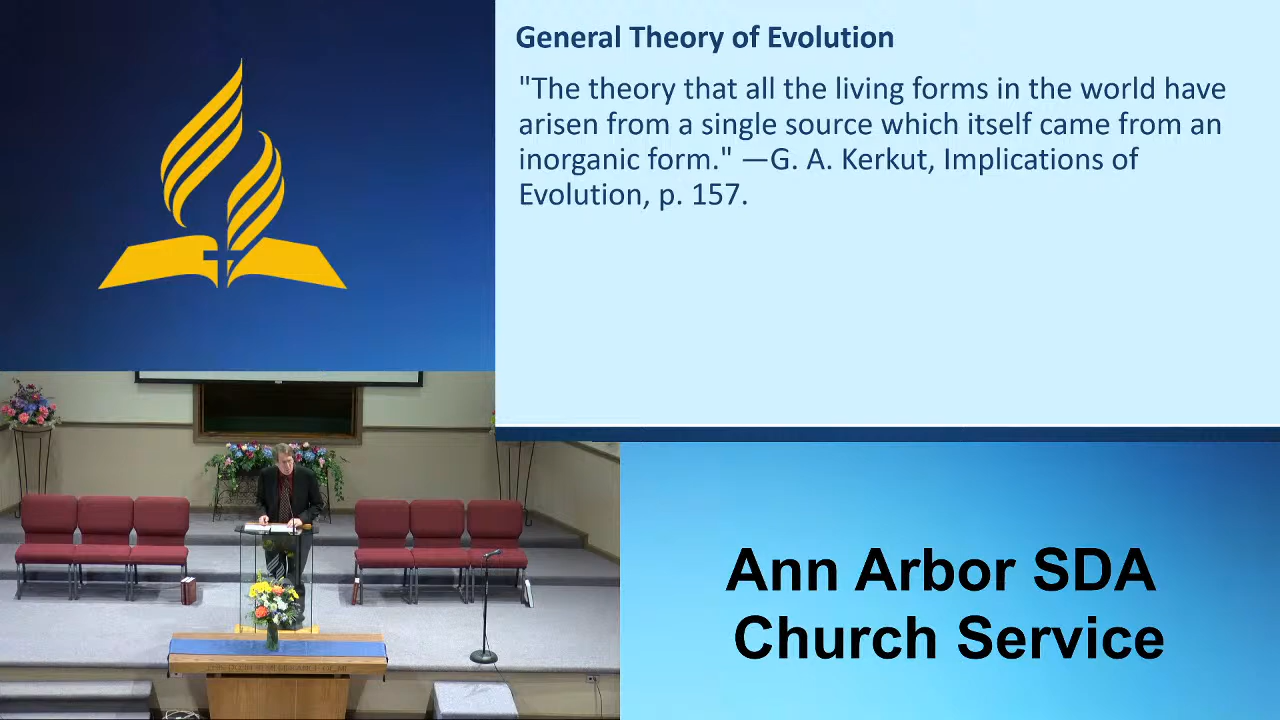 General Theory of Evolution
"The theory that all the living forms in the world have
arisen from a single source which itself came from an
inorganic form." —G. A. Kerkut, Implications of
Evolution, p. 157.
Ann Arbor SDA
Church Service